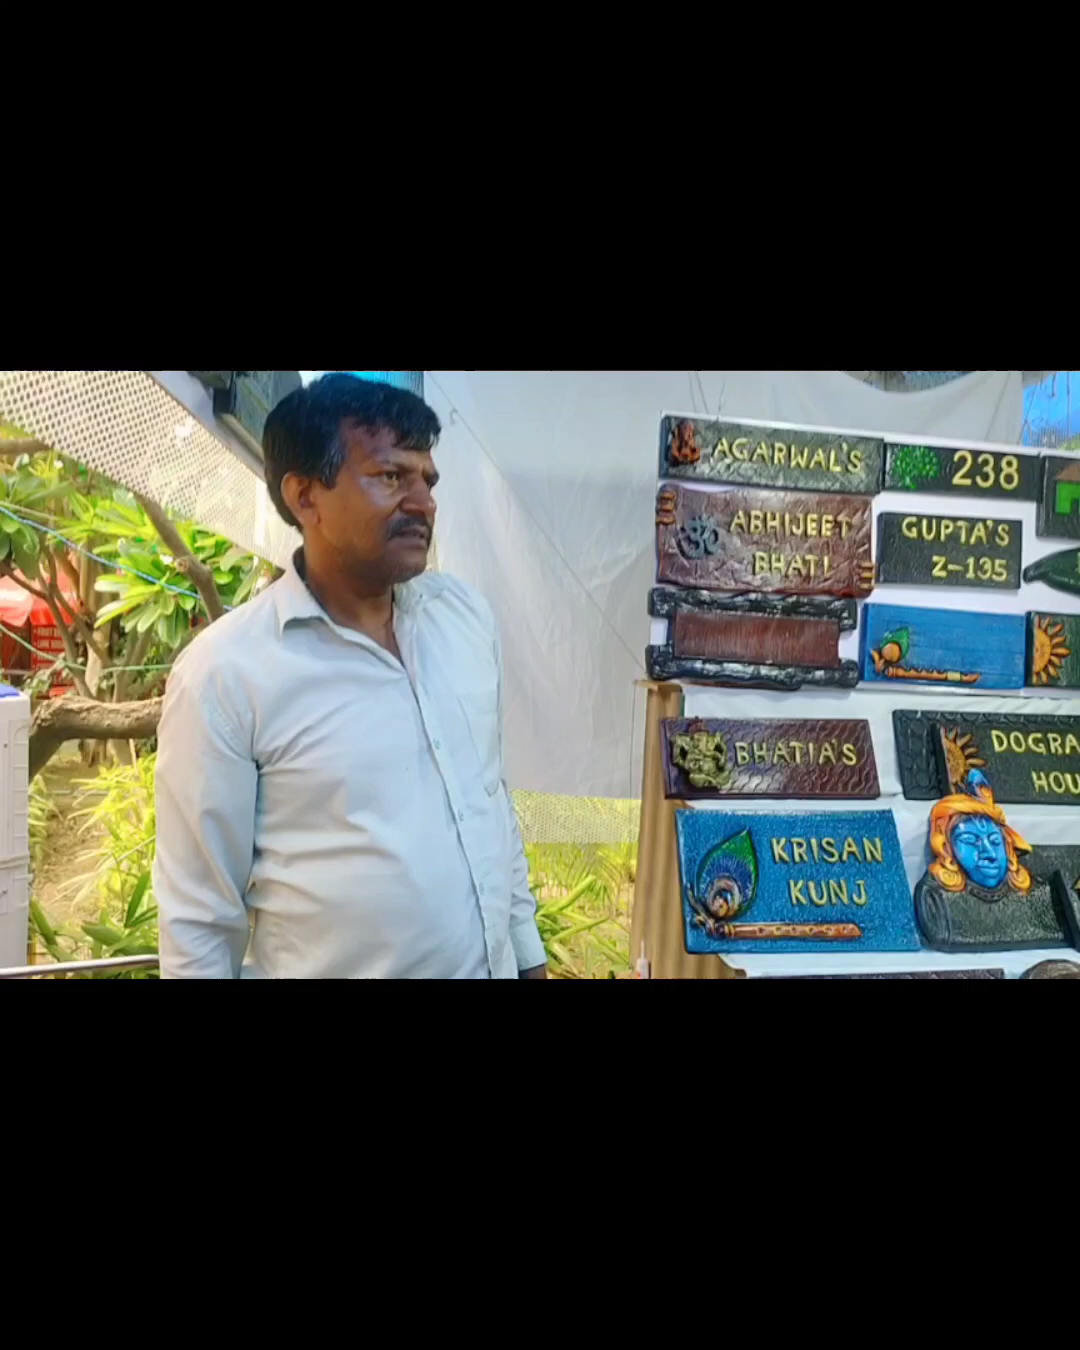 AGARWAL'S
238
ABHIJEET
BHATI
GUPTA'S
Z-135
BHATIA'S
DOGRA
HOU
KRISAN
KUNJ